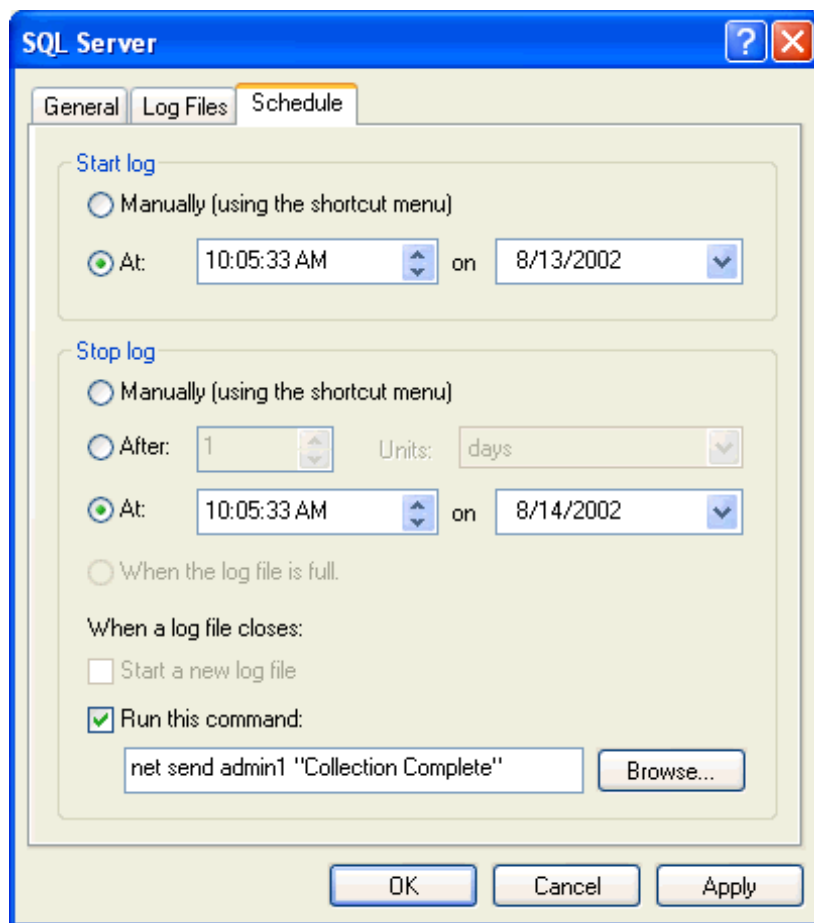 SQL Server
General Log Files Schedule
Start log
Manually (using the shortcut menu)
At: 10:05:33 AM on 8/13/2002
Stop log
Manually (using the shortcut menu)
After: 1 Units: days
At: 10:05:33 AM on 8/14/2002
When the log file is full.
When a log file closes:
Start a new log file
Run this command:
net send admin1 "Collection Complete" Browse...
OK Cancel Apply